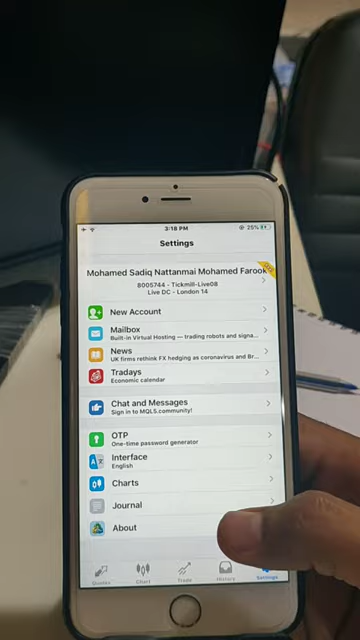 3:16 PM
25%
Settings
Mohamed Sadiq Nattanmai Mohamed Farook
8005744 - Tickmill-Live08
Live DC - London 14
New Account
Mailbox
Built-in Virtual Hosting — trading robots and signa...
News
UK firms rethink FX hedging as coronavirus and Br...
Tradays
Economic calendar
Chat and Messages
Sign in to MQL5.community!
OTP
One-time password generator
Interface
English
Charts
Journal
About
Quotes
Chart
Trade
History
Settings